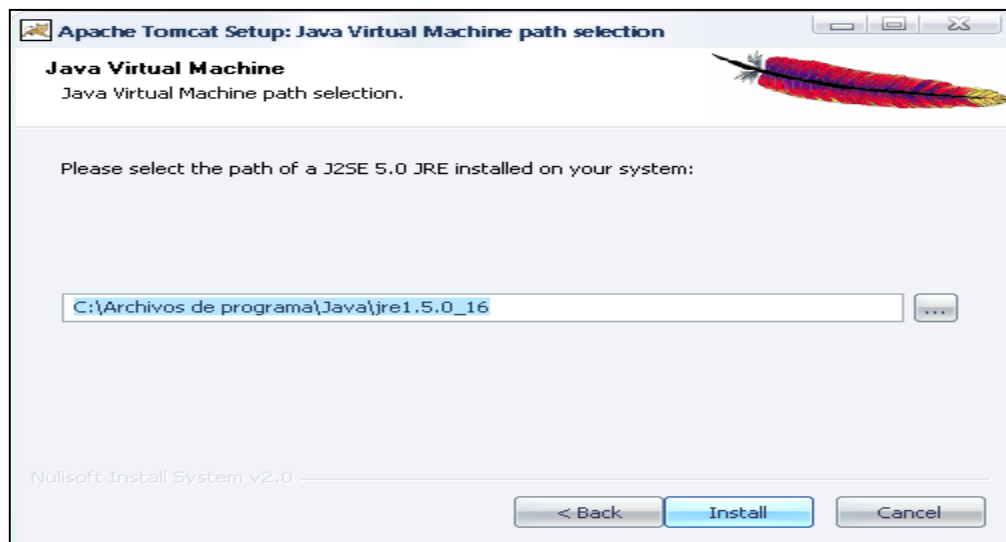 Apache Tomcat Setup: Java Virtual Machine path selection
Java Virtual Machine
Java Virtual Machine path selection.
Please select the path of a J2SE 5.0 JRE installed on your system:
C:\Archivos de programa\Java\jre1.5.0_16
...
Nullsoft Install System v2.0
< Back
Install
Cancel